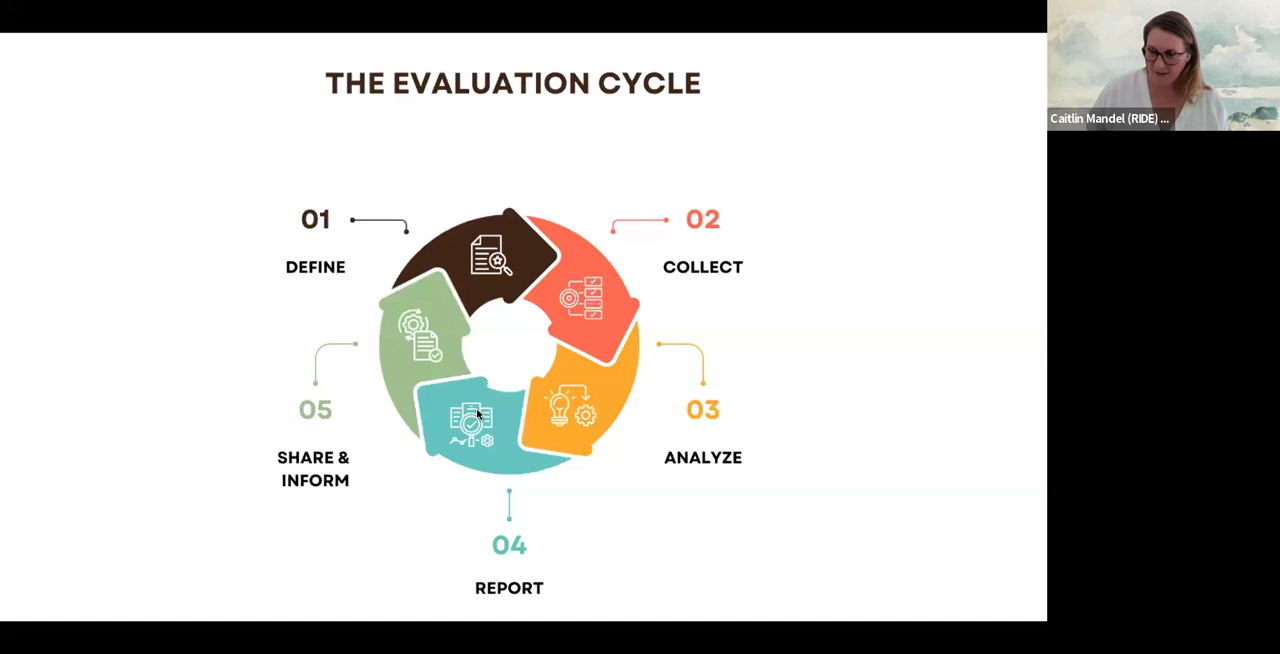 THE EVALUATION CYCLE
Caitlin Mandel (RIDE) ...
01
DEFINE
02
COLLECT
03
ANALYZE
04
REPORT
05
SHARE &
INFORM